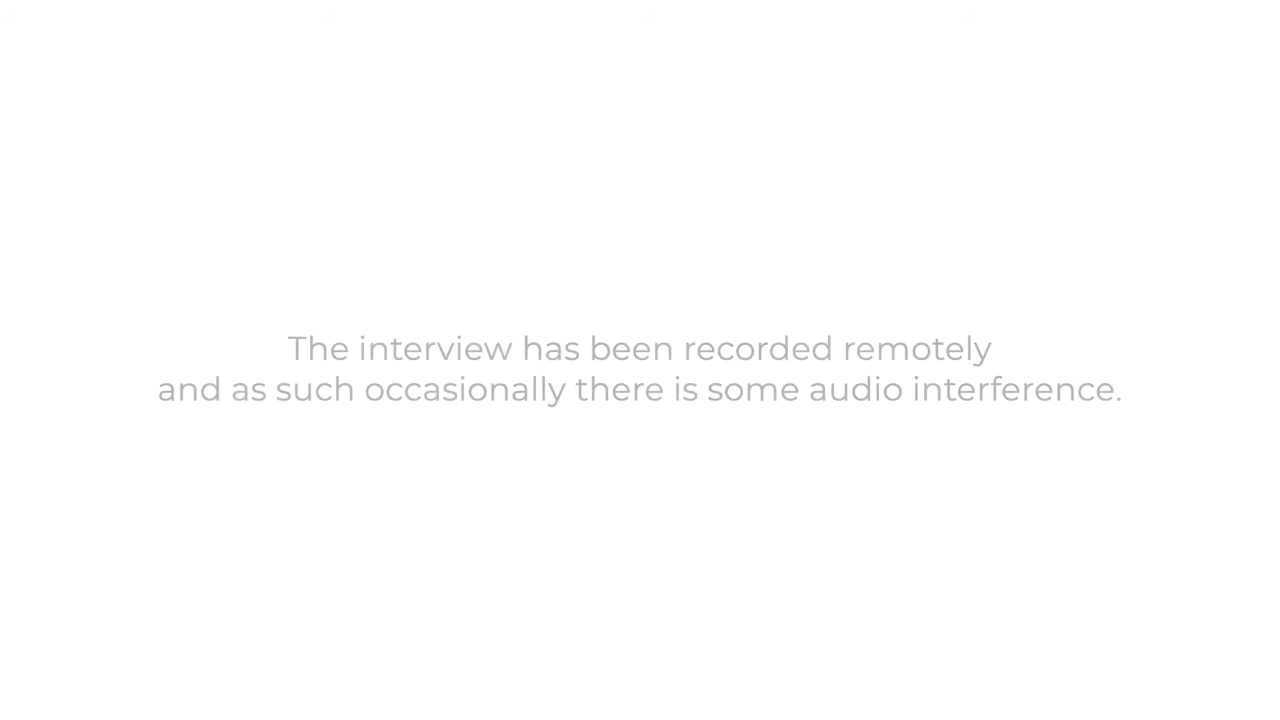 The interview has been recorded remotely
and as such occasionally there is some audio interference.